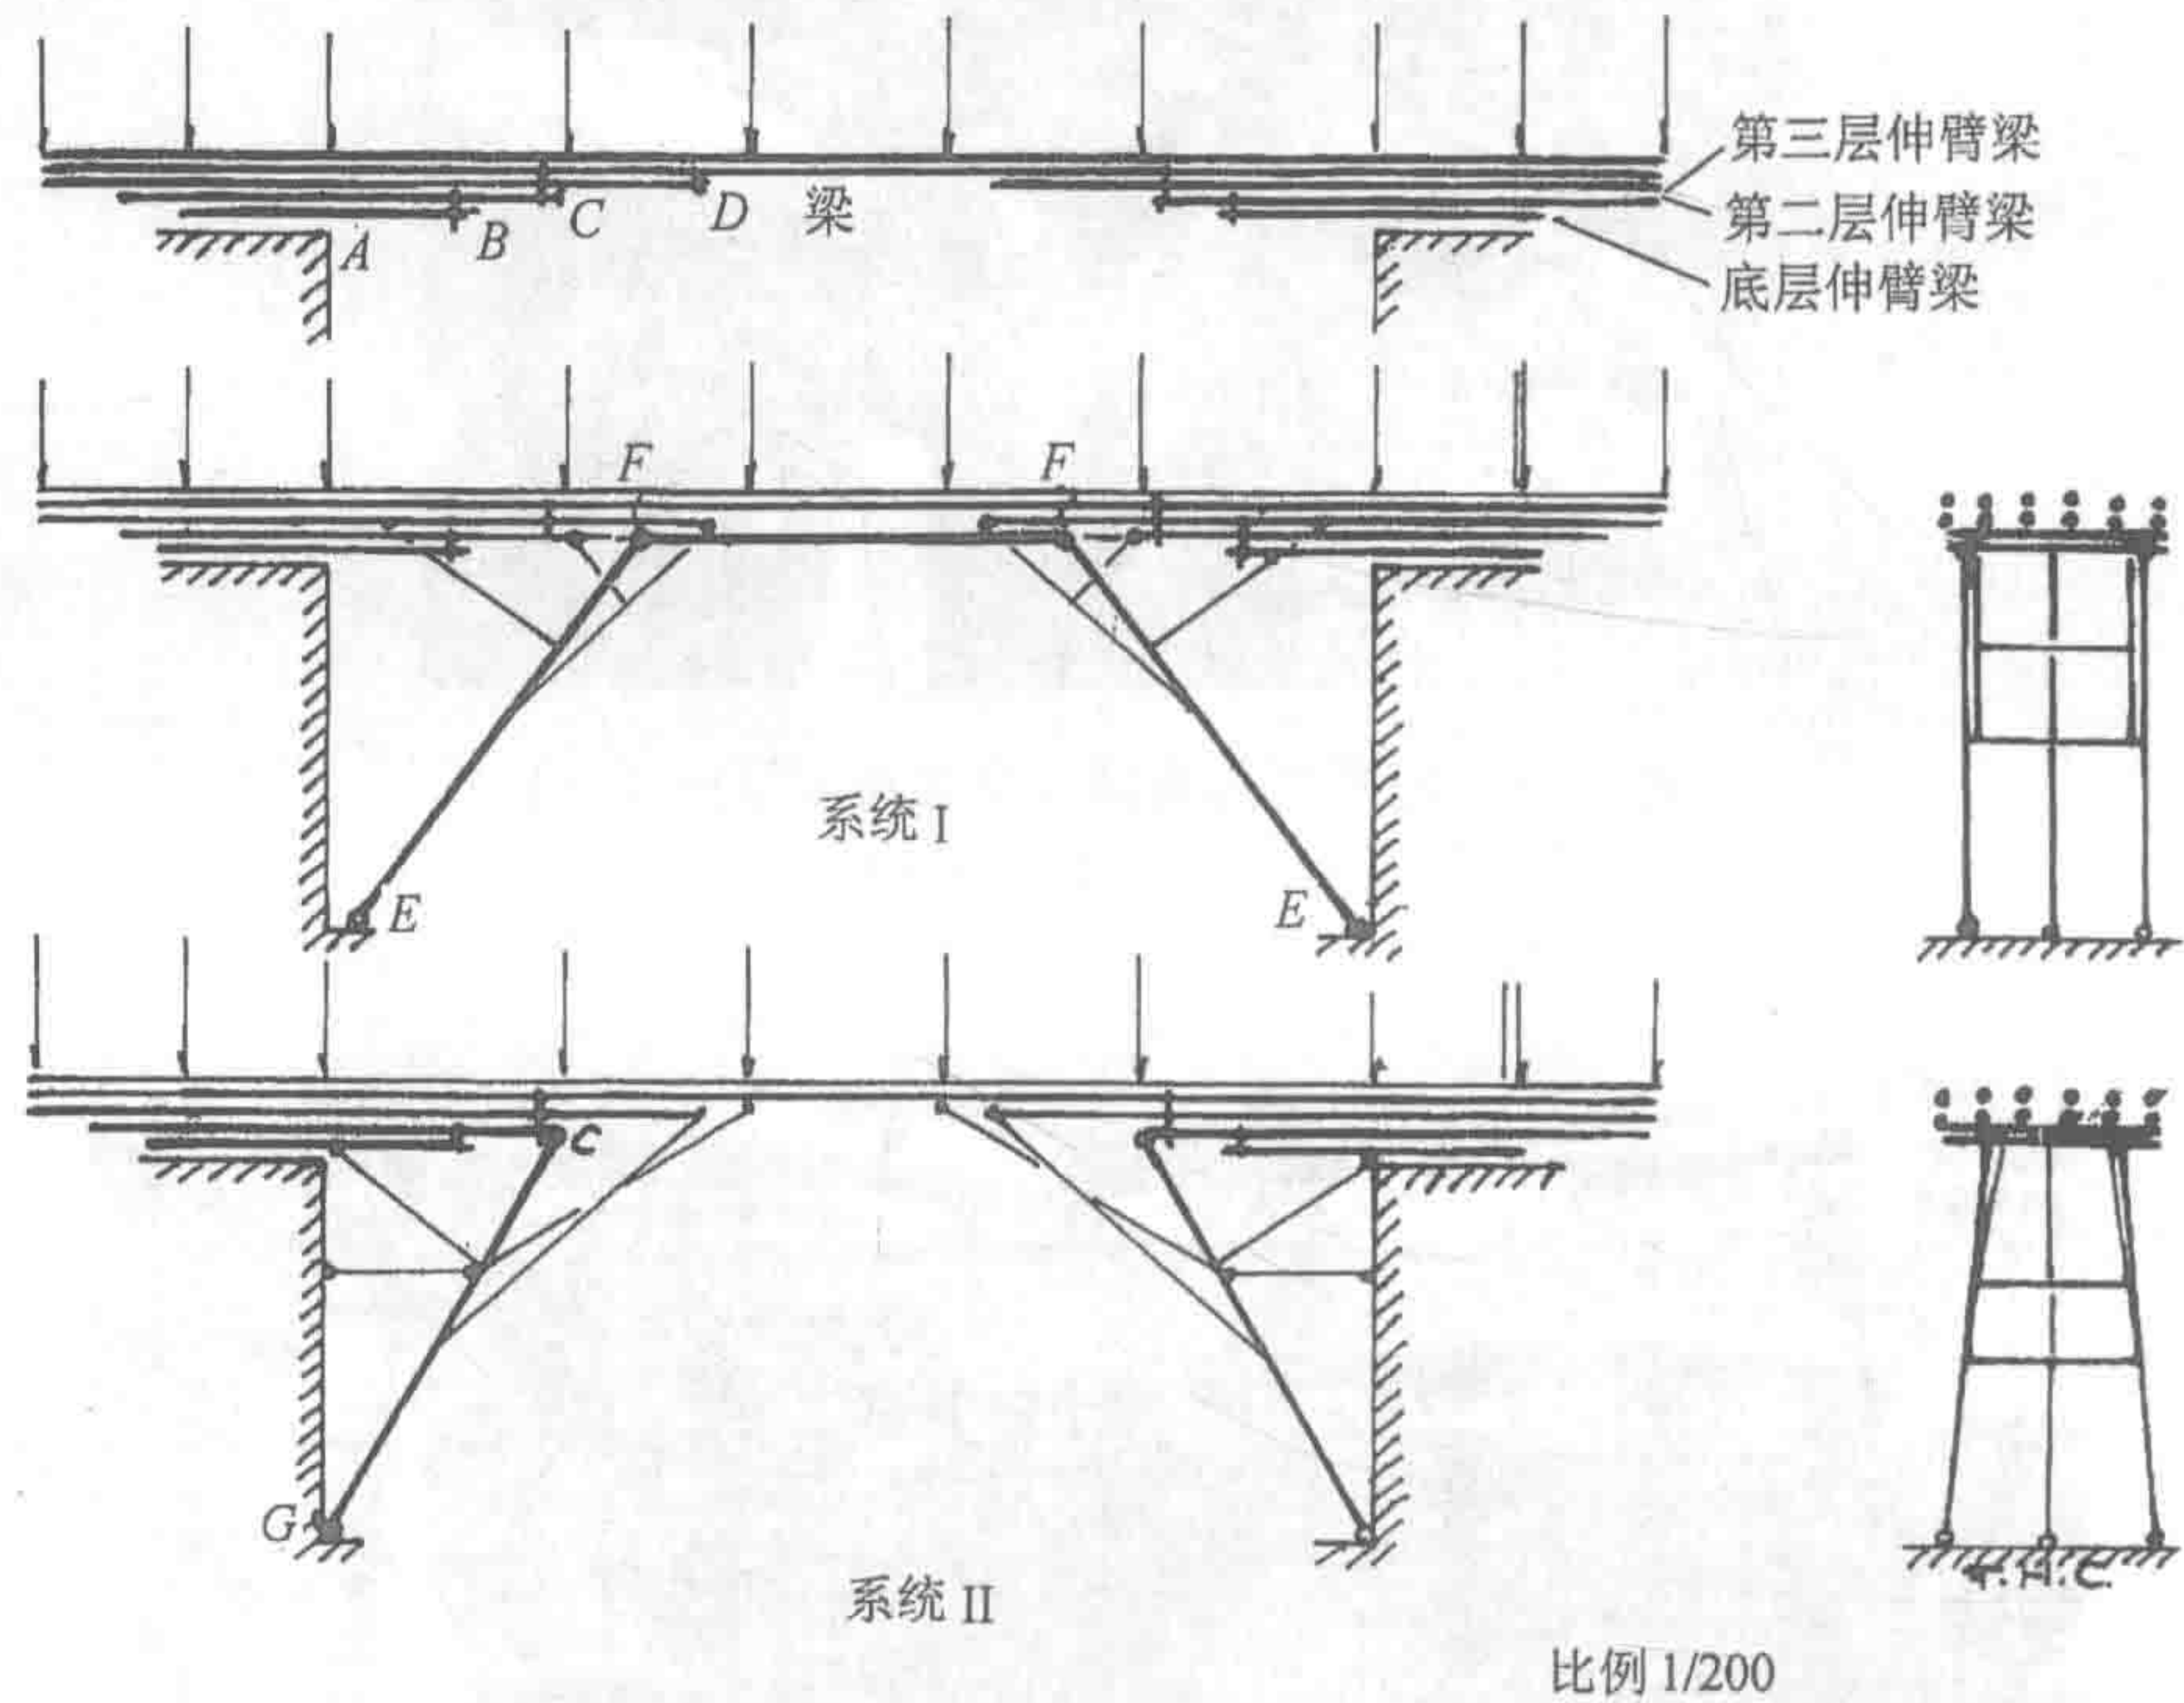 第三层伸臂梁
A B C D 梁
第二层伸臂梁
底层伸臂梁
F F
系统 I
E E
C
G
系统 II
T.H.C.
比例 1/200